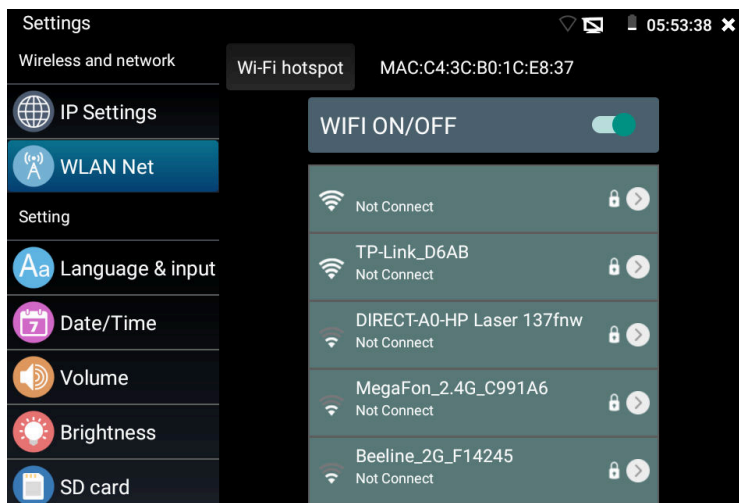 Settings
05:53:38
Wireless and network
IP Settings
WLAN Net
Setting
Aa Language & input
7 Date/Time
Volume
Brightness
SD card
Wi-Fi hotspot
MAC:C4:3C:B0:1C:E8:37
WIFI ON/OFF
Not Connect
TP-Link_D6AB
Not Connect
DIRECT-A0-HP Laser 137fnw
Not Connect
MegaFon_2.4G_C991A6
Not Connect
Beeline_2G_F14245
Not Connect